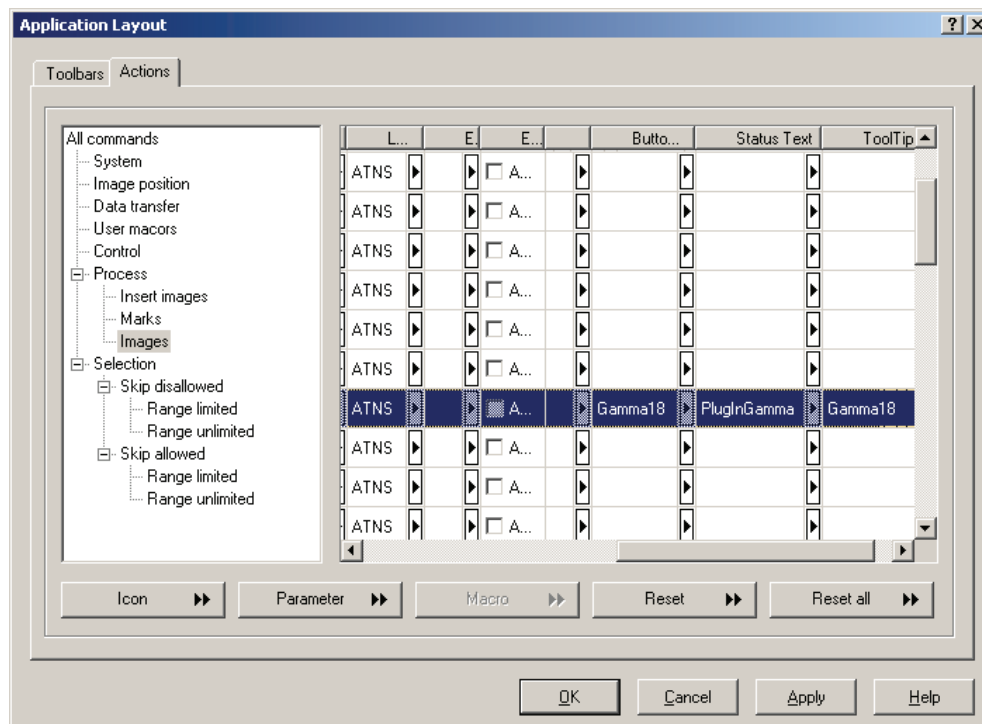 Application Layout
Toolbars Actions
All commands
System
Image position
Data transfer
User macors
Control
Process
Insert images
Marks
Images
Selection
Skip disallowed
Range limited
Range unlimited
Skip allowed
Range limited
Range unlimited
L... E. E... Butto... Status Text ToolTip
ATNS A...
ATNS A...
ATNS A...
ATNS A...
ATNS A...
ATNS A...
ATNS A... Gamma18 PlugInGamma Gamma18
ATNS A...
ATNS A...
ATNS A...
Icon Parameter Macro Reset Reset all
OK Cancel Apply Help